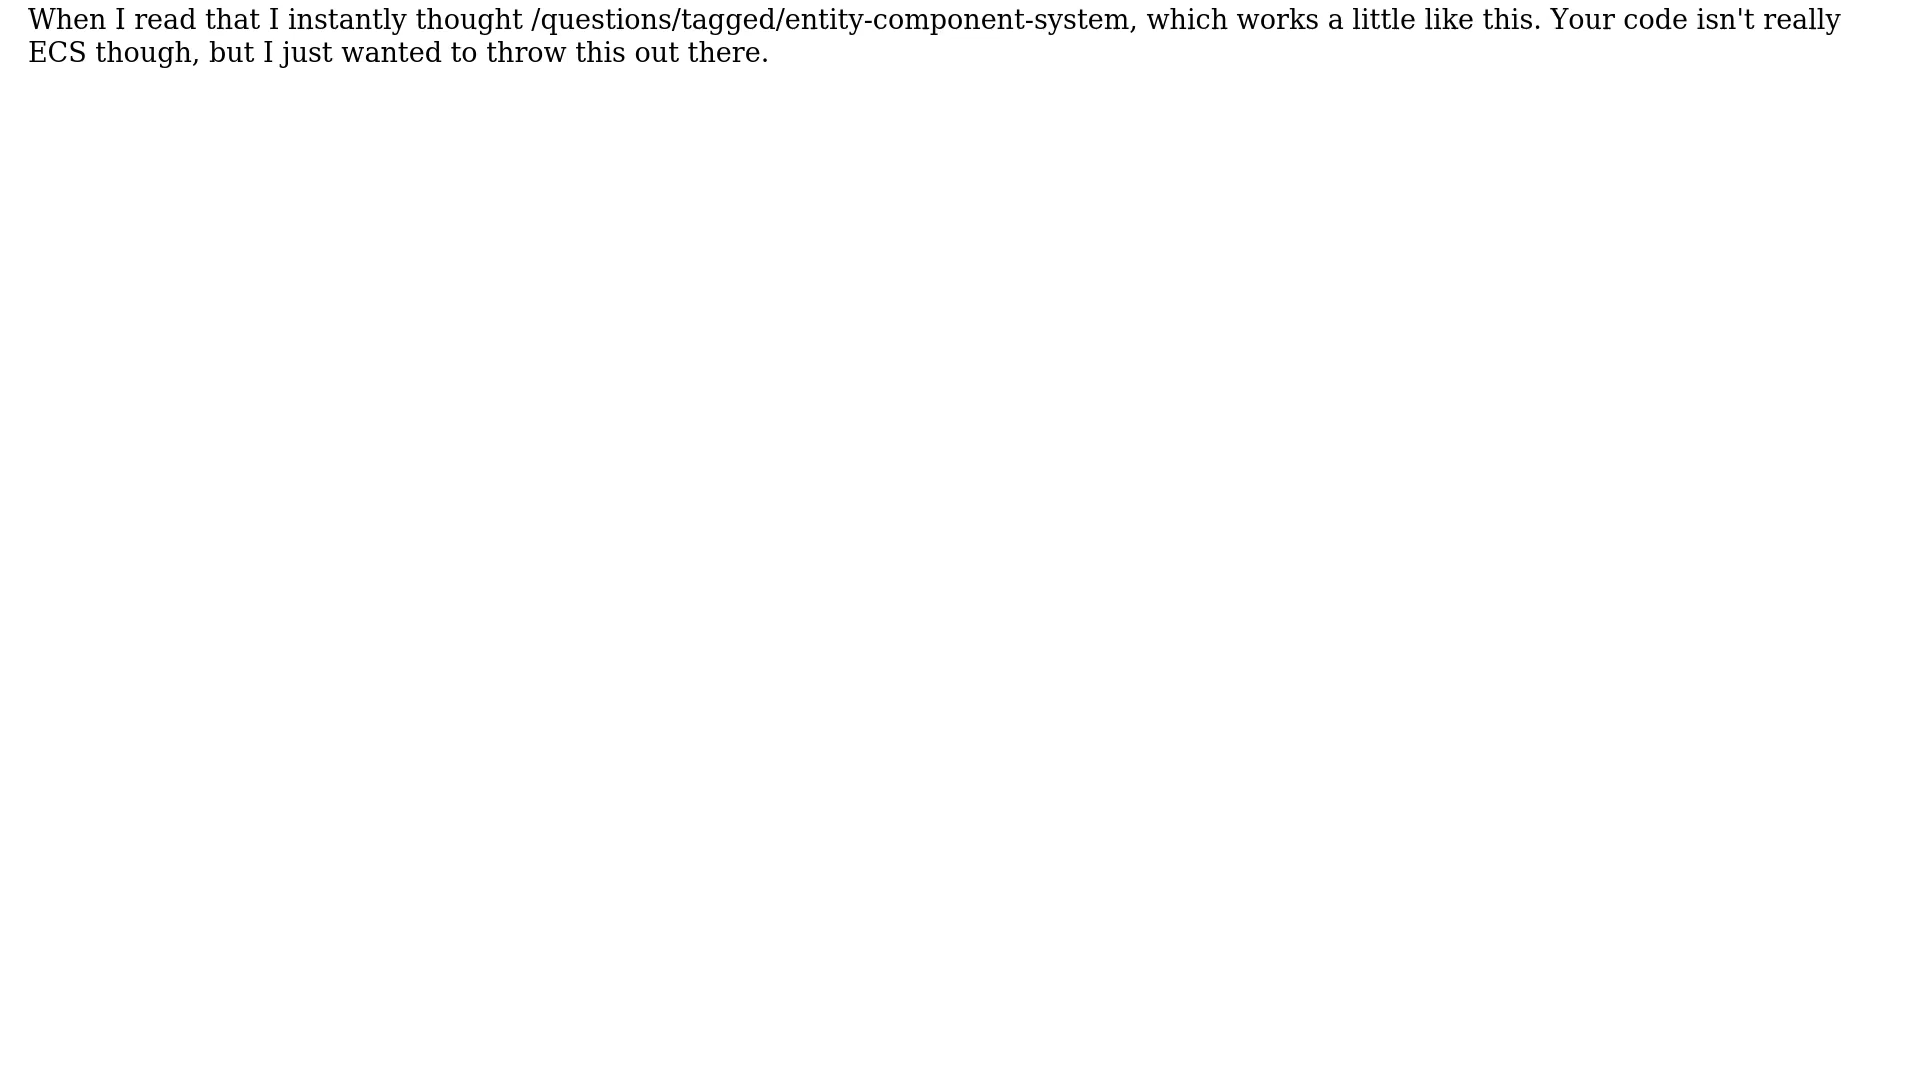 When I read that I instantly thought /questions/tagged/entity-component-system, which works a little like this. Your code isn't really
ECS though, but I just wanted to throw this out there.